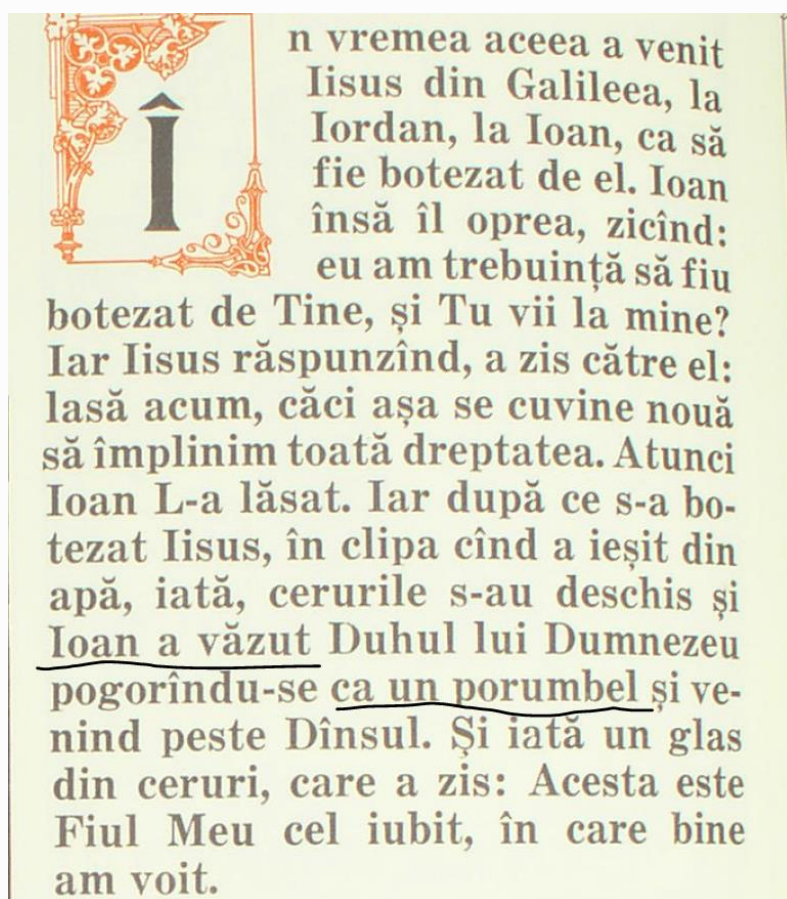 În vremea aceea a venit
Iisus din Galileea, la
Iordan, la Ioan, ca să
fie botezat de el. Ioan
însă îl oprea, zicînd:
eu am trebuință să fiu
botezat de Tine, și Tu vii la mine?
Iar Iisus răspunzînd, a zis către el:
lasă acum, căci așa se cuvine nouă
să împlinim toată dreptatea. Atunci
Ioan L-a lăsat. Iar după ce s-a bo-
tezat Iisus, în clipa cînd a ieșit din
apă, iată, cerurile s-au deschis și
Ioan a văzut Duhul lui Dumnezeu
pogorîndu-se ca un porumbel și ve-
nind peste Dînsul. Și iată un glas
din ceruri, care a zis: Acesta este
Fiul Meu cel iubit, în care bine
am voit.